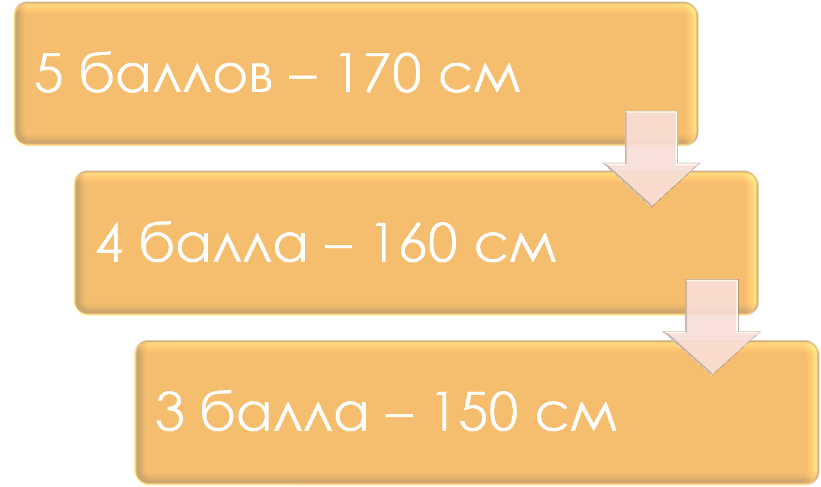 5 баллов – 170 см
4 балла – 160 см
3 балла – 150 см